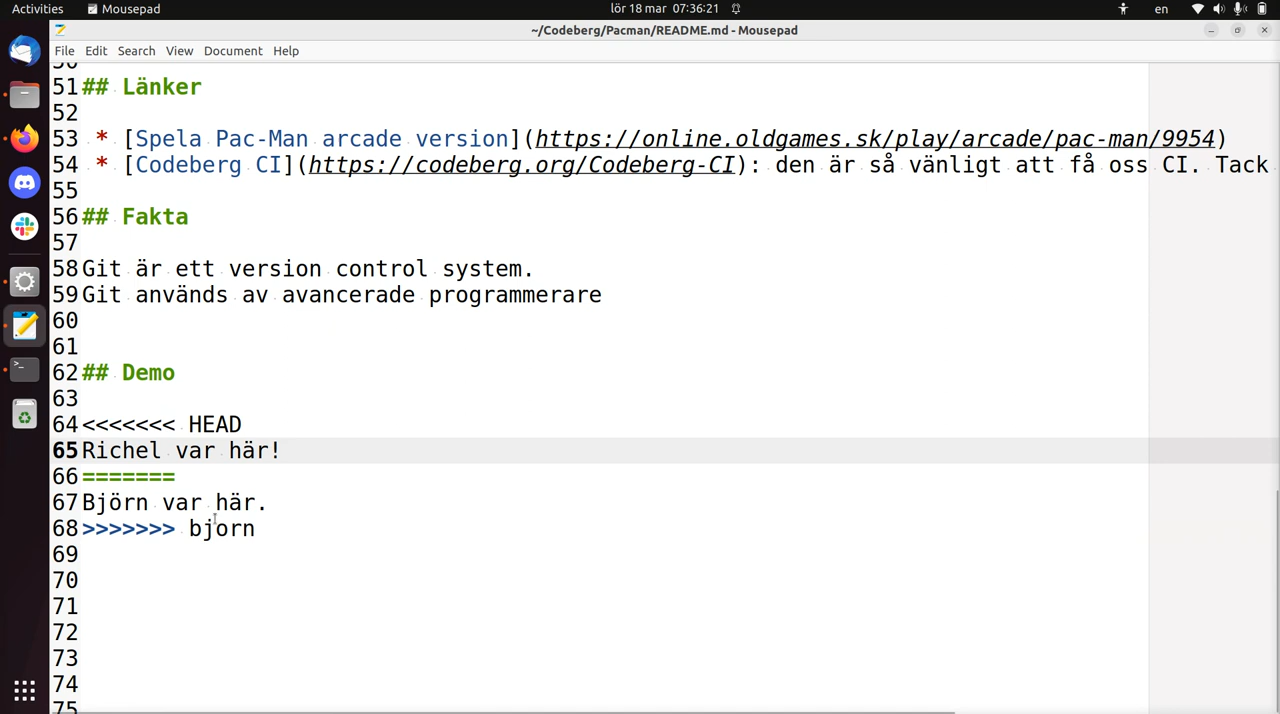 Activities Mousepad lör 18 mar 07:36:21 en
~/Codeberg/Pacman/README.md - Mousepad
File Edit Search View Document Help
50
51 ## Länker
52
53 * [Spela Pac-Man arcade version](https://online.oldgames.sk/play/arcade/pac-man/9954)
54 * [Codeberg CI](https://codeberg.org/Codeberg-CI): den är så vänligt att få oss CI. Tack
55
56 ## Fakta
57
58 Git är ett version control system.
59 Git används av avancerade programmerare
60
61
62 ## Demo
63
64 <<<<<<< HEAD
65 Richel var här!
66 =======
67 Björn var här.
68 >>>>>>> bjorn
69
70
71
72
73
74
75